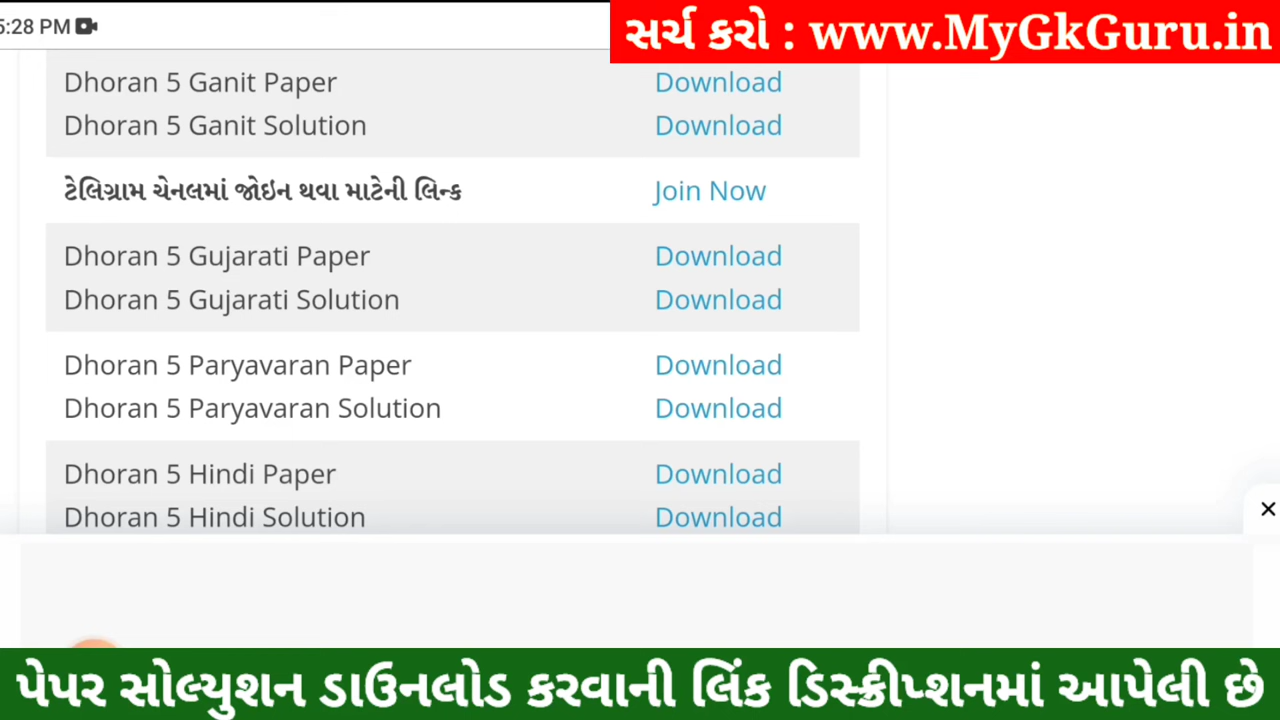 5:28 PM
સર્ચ કરો : www.MyGkGuru.in
Dhoran 5 Ganit Paper Download
Dhoran 5 Ganit Solution Download
ટેલિગ્રામ ચેનલમાં જોઇન થવા માટેની લિન્ક Join Now
Dhoran 5 Gujarati Paper Download
Dhoran 5 Gujarati Solution Download
Dhoran 5 Paryavaran Paper Download
Dhoran 5 Paryavaran Solution Download
Dhoran 5 Hindi Paper Download
Dhoran 5 Hindi Solution Download
પેપર સોલ્યુશન ડાઉનલોડ કરવાની લિંક ડિસ્ક્રીપ્શનમાં આપેલી છે